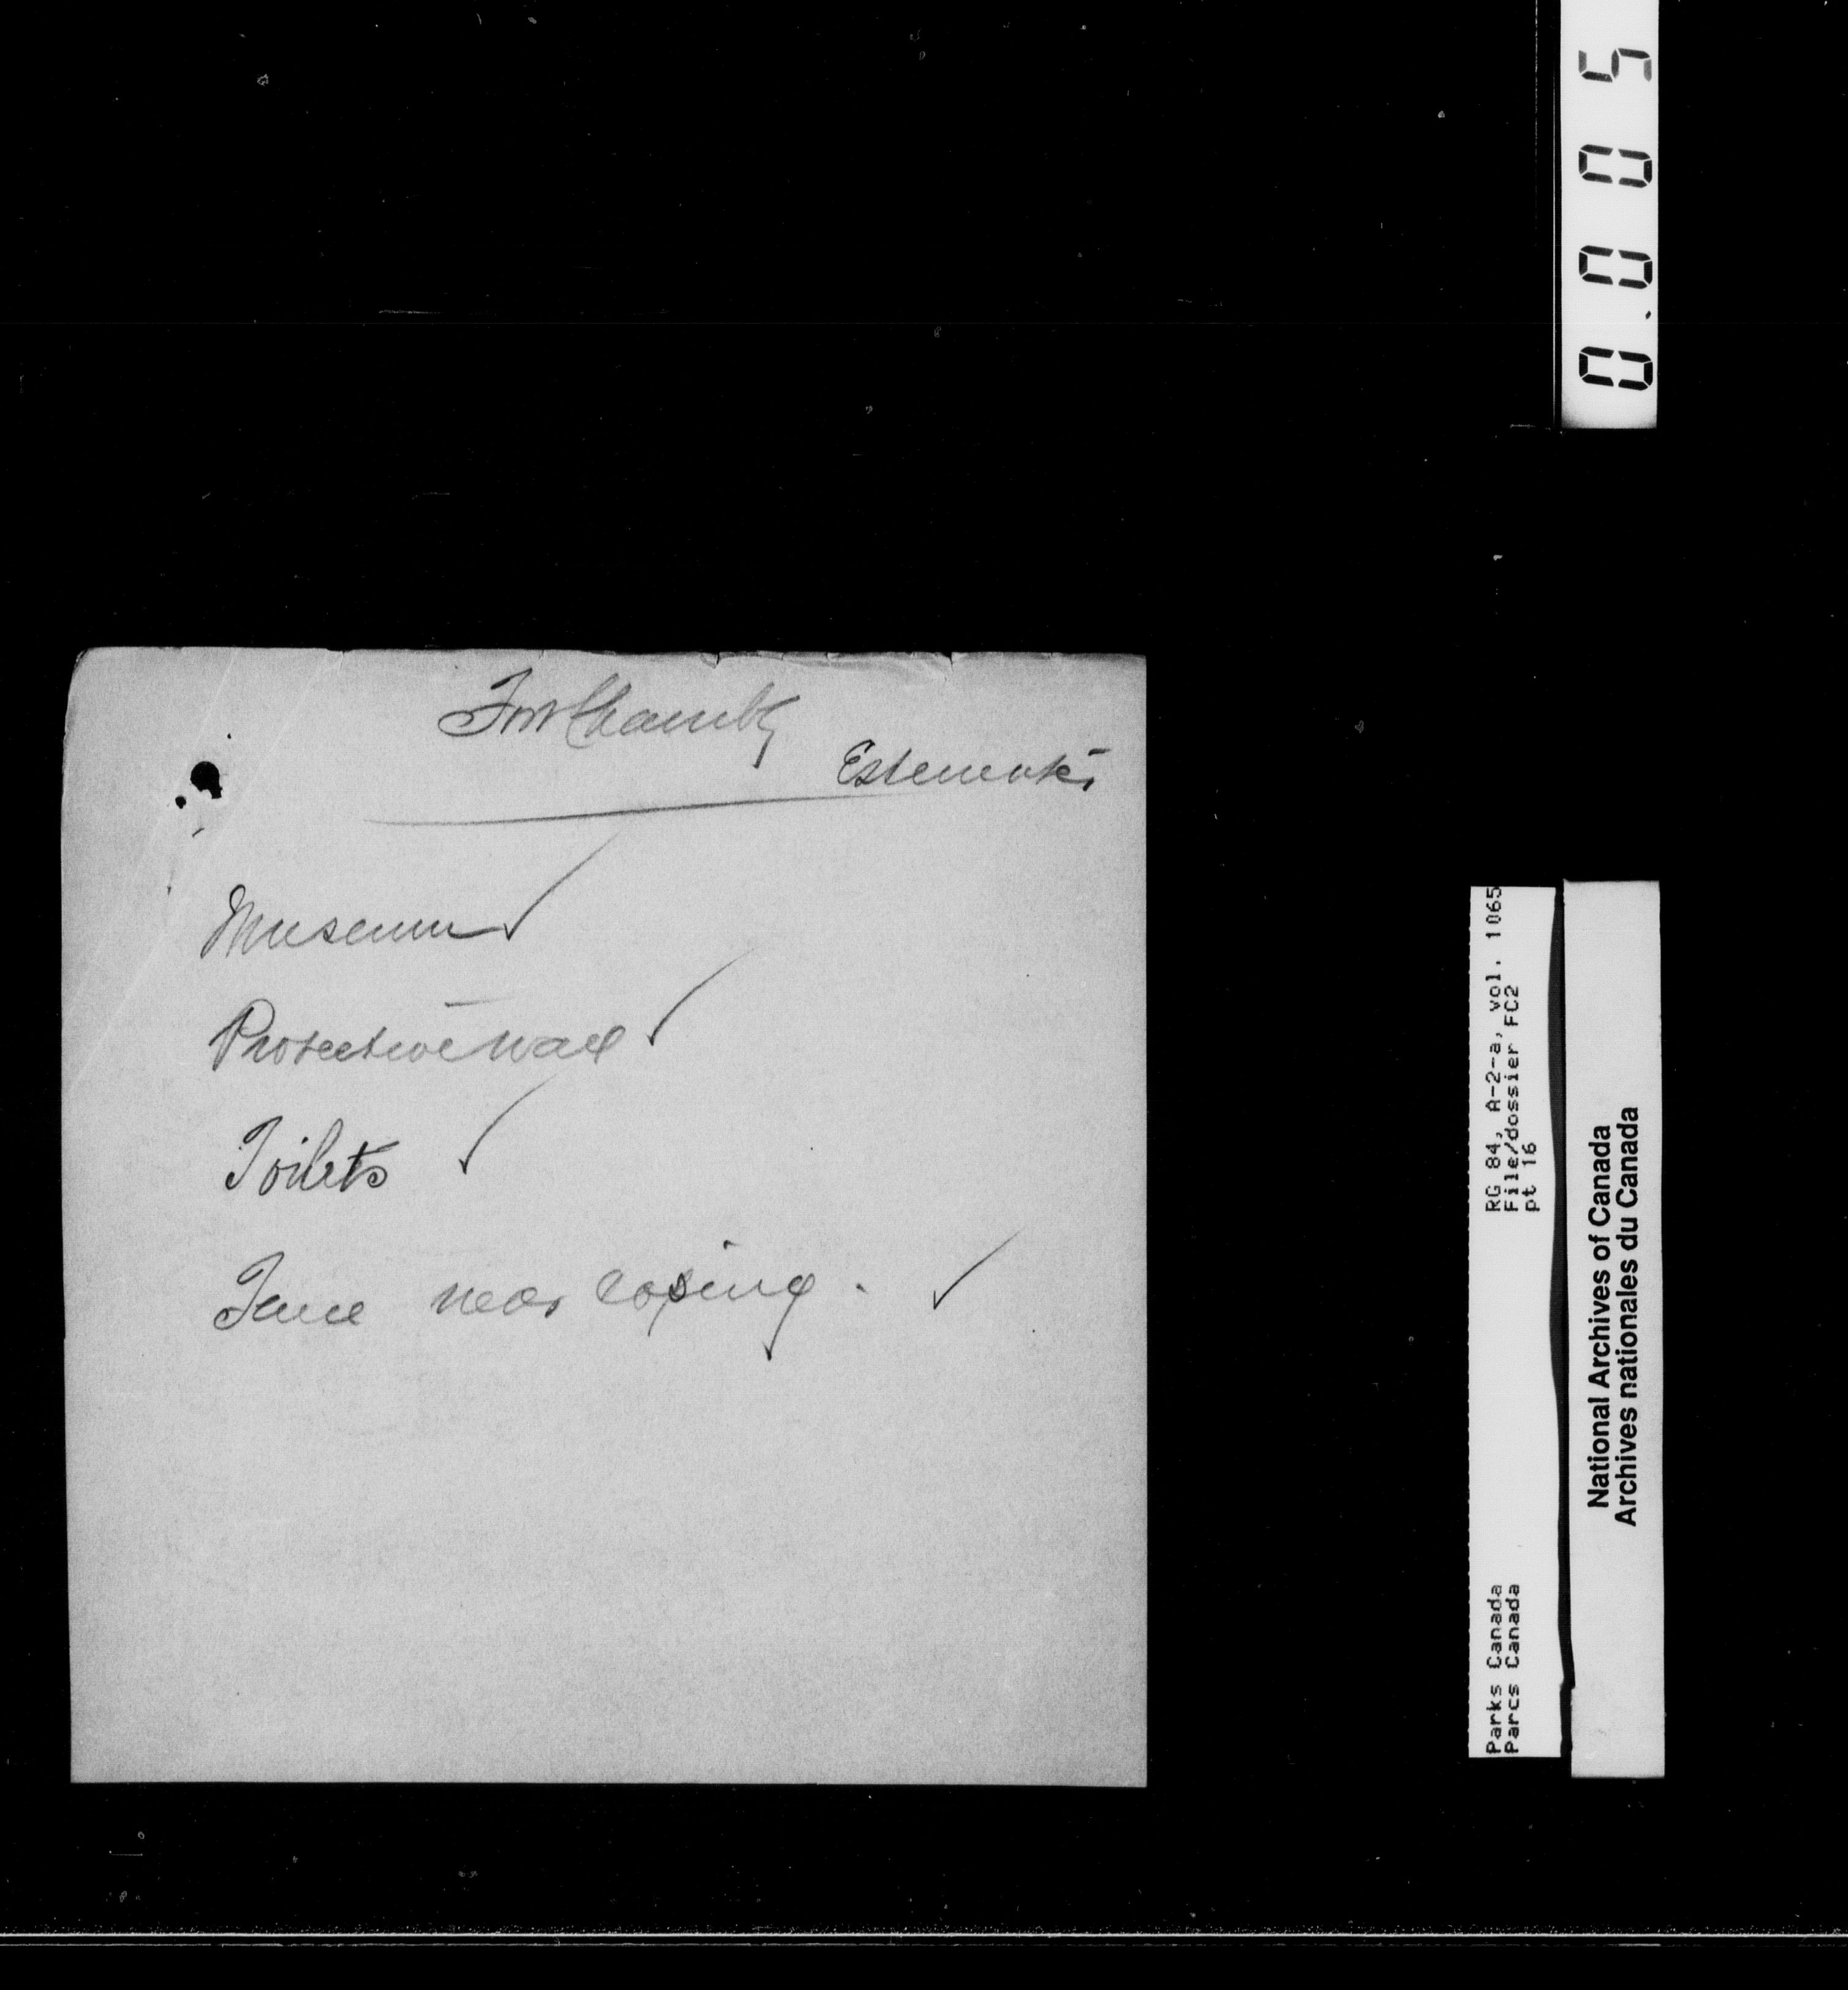 Fort Chambly
Estimates
Museum ✓
Protective wall ✓
Toilets ✓
Fence near coping. ✓
0.005
RG 84, A-2-a, vol. 1065
File/dossier FC2
pt 16
Parks Canada
Parcs Canada
National Archives of Canada
Archives nationales du Canada